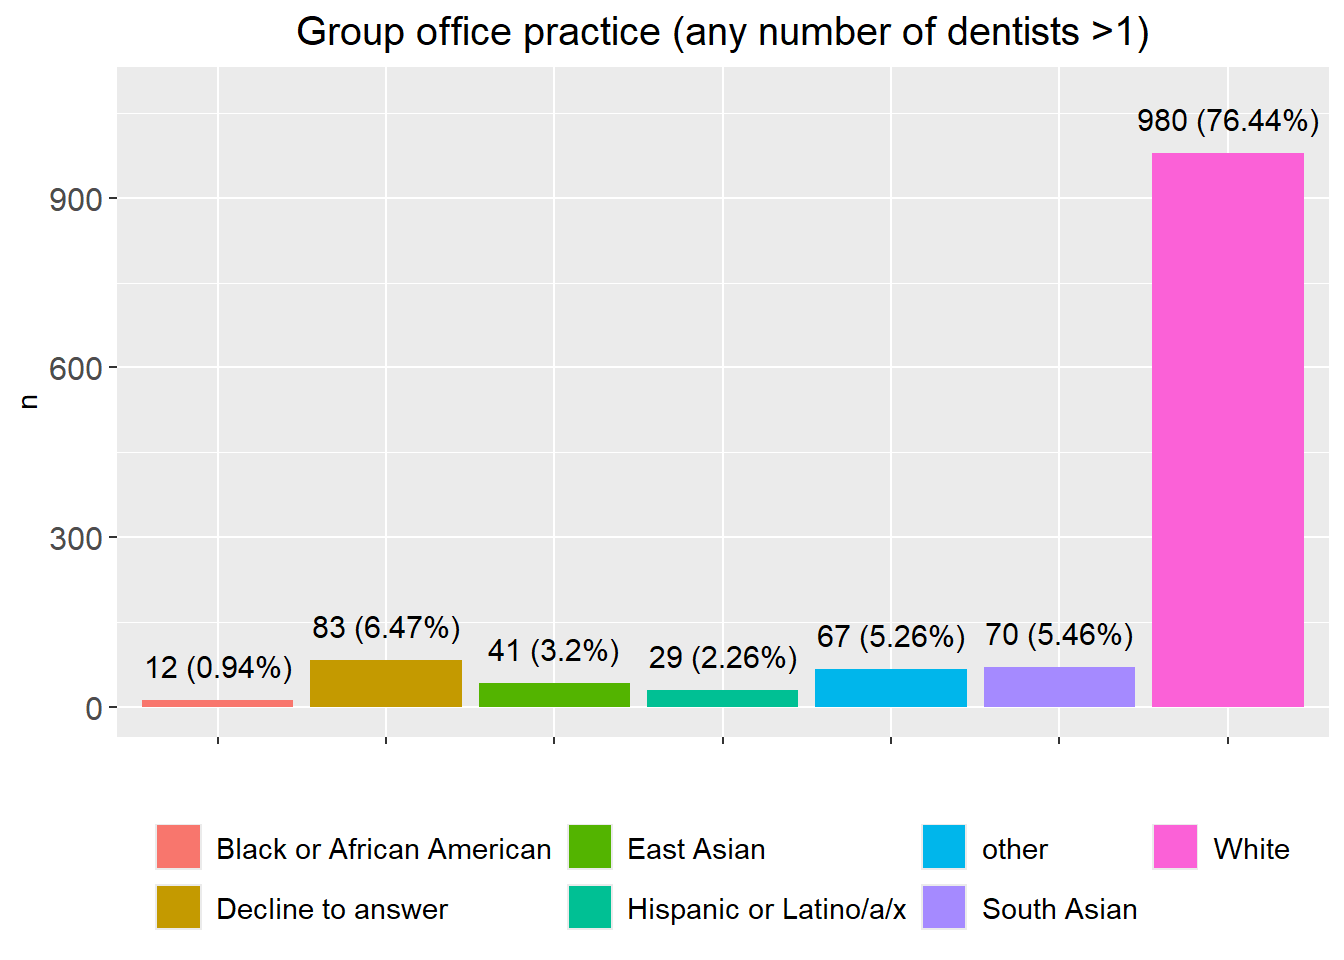 Group office practice (any number of dentists >1)
980 (76.44%)
900
600
n
300
83 (6.47%)
67 (5.26%)
70 (5.46%)
41 (3.2%)
29 (2.26%)
12 (0.94%)
0
Black or African American East Asian other White
Decline to answer Hispanic or Latino/a/x South Asian